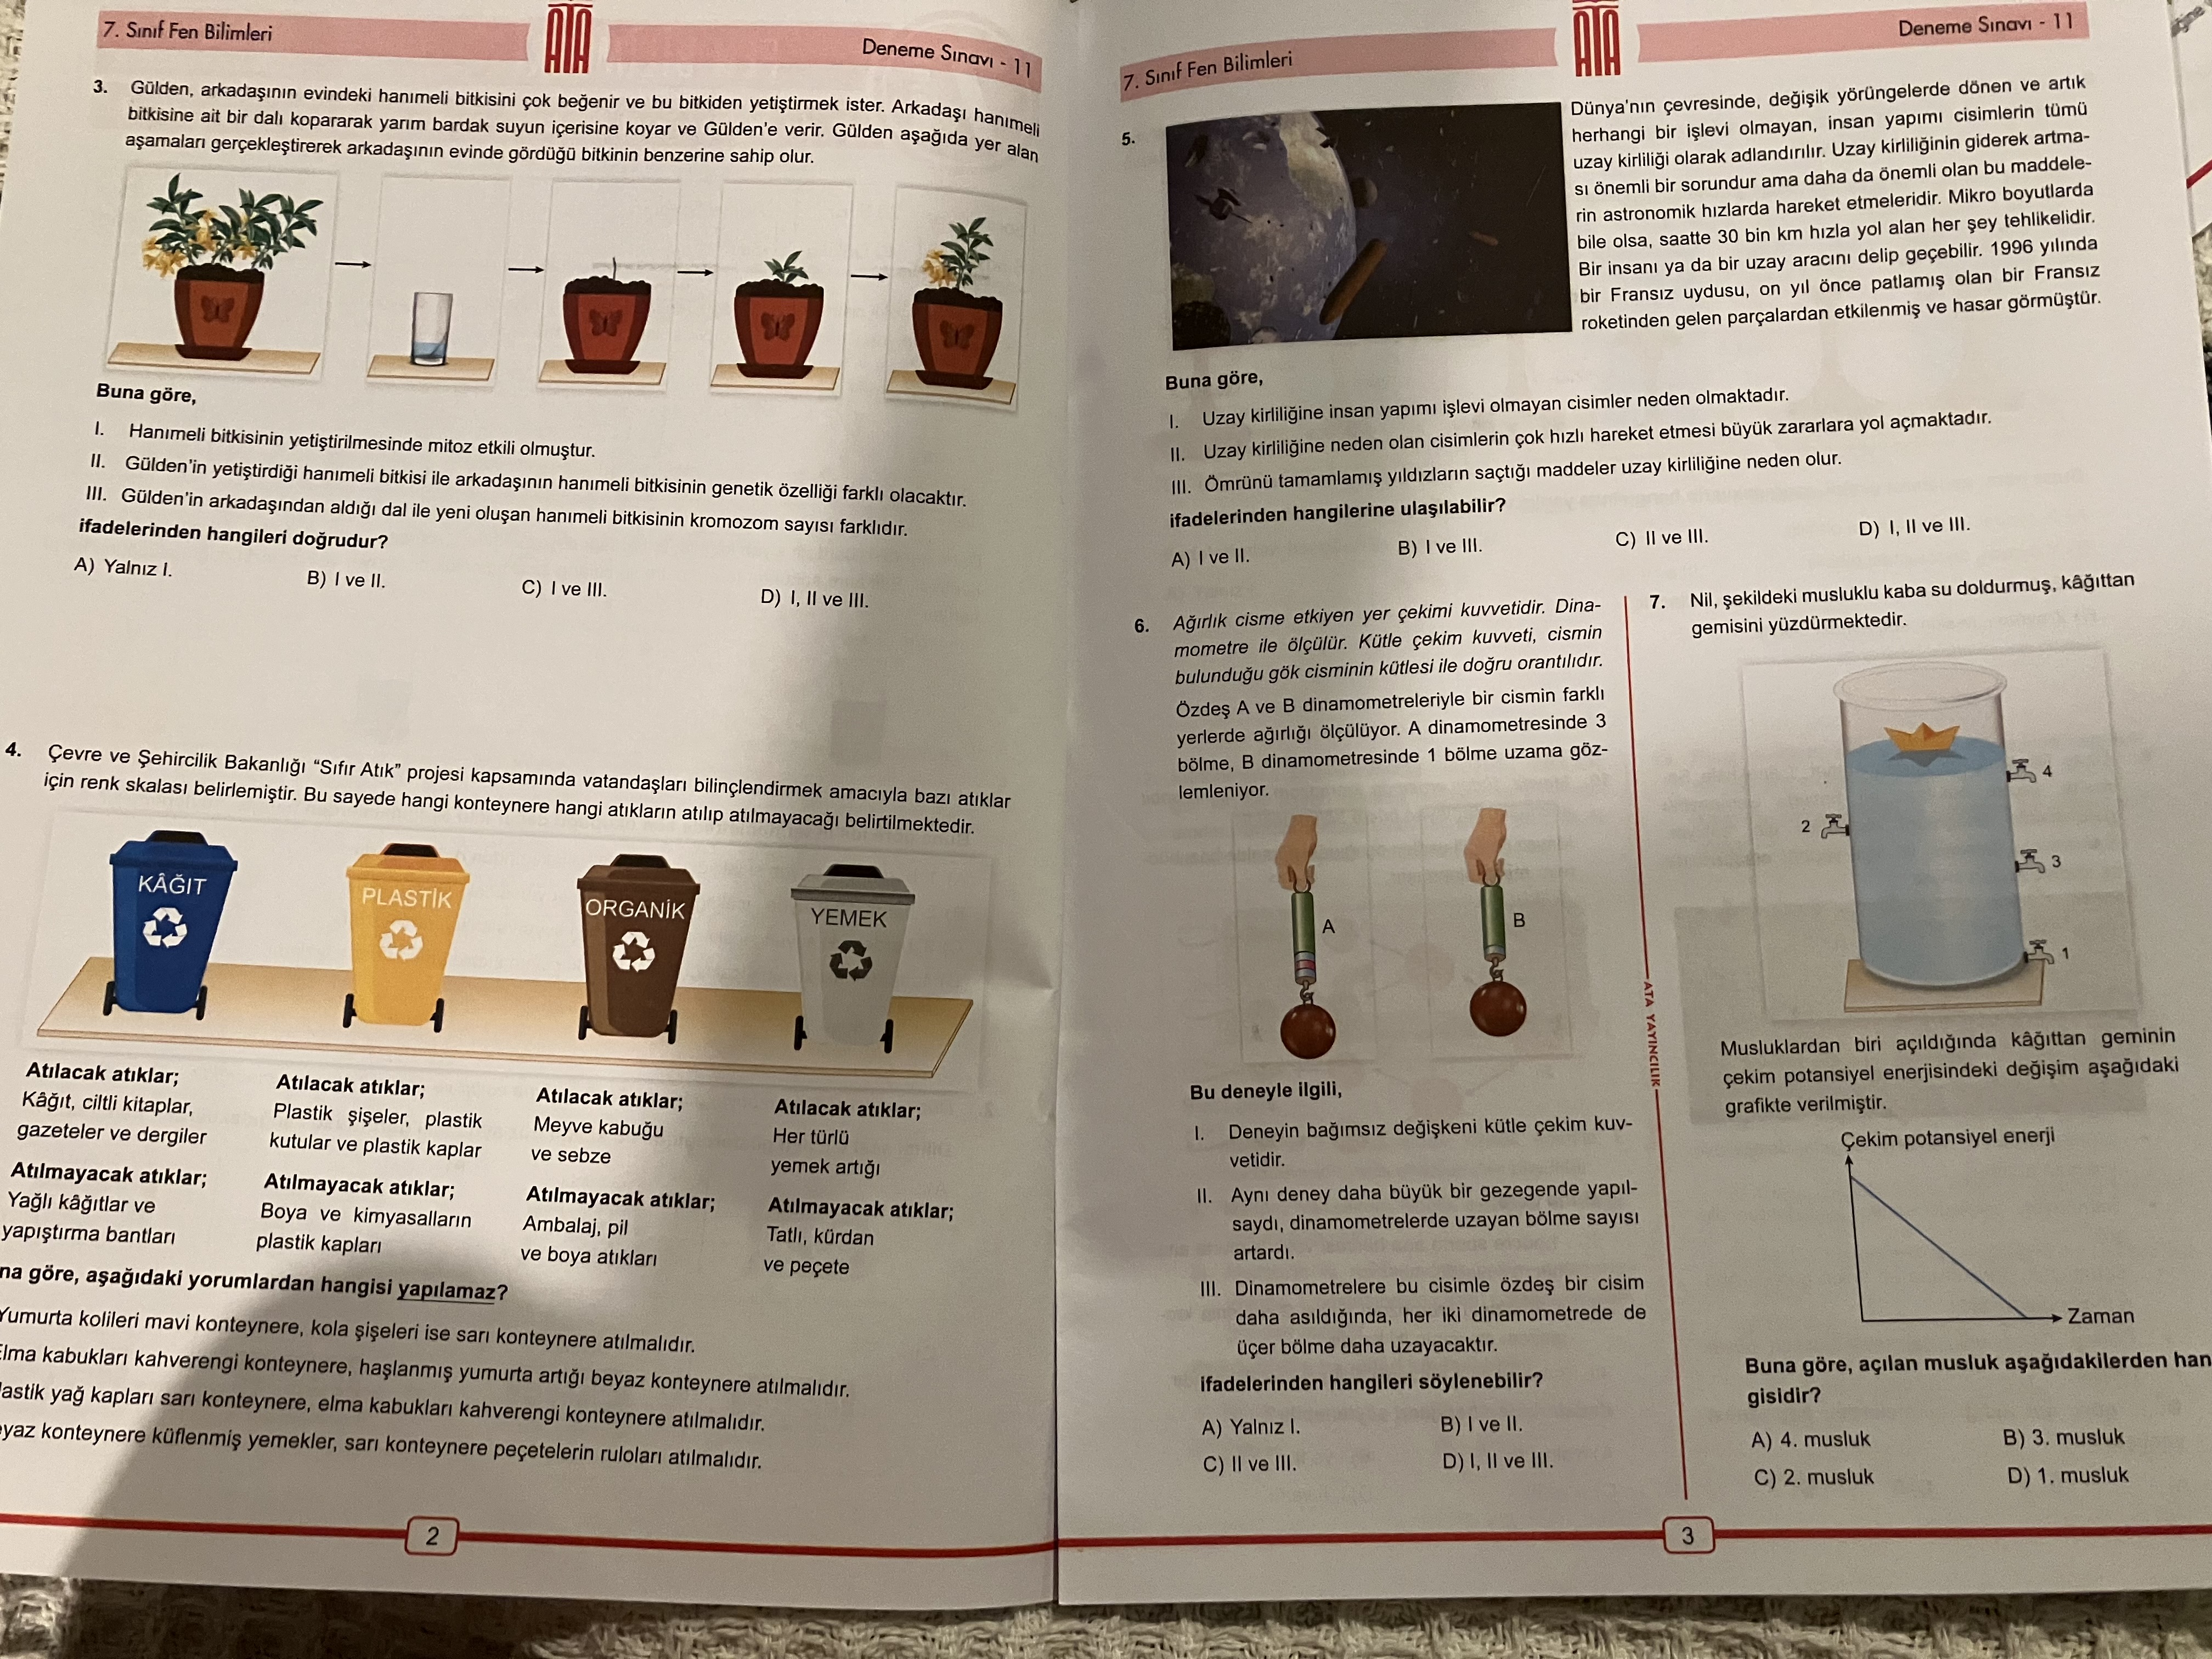 7. Sınıf Fen Bilimleri
ATA
Deneme Sınavı - 11
3. Gülden, arkadaşının evindeki hanımeli bitkisini çok beğenir ve bu bitkiden yetiştirmek ister. Arkadaşı hanımeli
bitkisine ait bir dalı kopararak yarım bardak suyun içerisine koyar ve Gülden'e verir. Gülden aşağıda yer alan
aşamaları gerçekleştirerek arkadaşının evinde gördüğü bitkinin benzerine sahip olur.
Buna göre,
I. Hanımeli bitkisinin yetiştirilmesinde mitoz etkili olmuştur.
II. Gülden'in yetiştirdiği hanımeli bitkisi ile arkadaşının hanımeli bitkisinin genetik özelliği farklı olacaktır.
III. Gülden'in arkadaşından aldığı dal ile yeni oluşan hanımeli bitkisinin kromozom sayısı farklıdır.
ifadelerinden hangileri doğrudur?
A) Yalnız I. B) I ve II. C) I ve III. D) I, II ve III.
4. Çevre ve Şehircilik Bakanlığı "Sıfır Atık" projesi kapsamında vatandaşları bilinçlendirmek amacıyla bazı atıklar
için renk skalası belirlemiştir. Bu sayede hangi konteynere hangi atıkların atılıp atılmayacağı belirtilmektedir.
KÂĞIT
PLASTİK
ORGANİK
YEMEK
Atılacak atıklar;
Kâğıt, ciltli kitaplar,
gazeteler ve dergiler
Atılmayacak atıklar;
Yağlı kâğıtlar ve
yapıştırma bantları
Atılacak atıklar;
Plastik şişeler, plastik
kutular ve plastik kaplar
Atılmayacak atıklar;
Boya ve kimyasalların
plastik kapları
Atılacak atıklar;
Meyve kabuğu
ve sebze
Atılmayacak atıklar;
Ambalaj, pil
ve boya atıkları
Atılacak atıklar;
Her türlü
yemek artığı
Atılmayacak atıklar;
Tatlı, kürdan
ve peçete
na göre, aşağıdaki yorumlardan hangisi yapılamaz?
Yumurta kolileri mavi konteynere, kola şişeleri ise sarı konteynere atılmalıdır.
Elma kabukları kahverengi konteynere, haşlanmış yumurta artığı beyaz konteynere atılmalıdır.
lastik yağ kapları sarı konteynere, elma kabukları kahverengi konteynere atılmalıdır.
eyaz konteynere küflenmiş yemekler, sarı konteynere peçetelerin ruloları atılmalıdır.
2
7. Sınıf Fen Bilimleri
ATA
Deneme Sınavı - 11
5.
Dünya'nın çevresinde, değişik yörüngelerde dönen ve artık
herhangi bir işlevi olmayan, insan yapımı cisimlerin tümü
uzay kirliliği olarak adlandırılır. Uzay kirliliğinin giderek artma-
sı önemli bir sorundur ama daha da önemli olan bu maddele-
rin astronomik hızlarda hareket etmeleridir. Mikro boyutlarda
bile olsa, saatte 30 bin km hızla yol alan her şey tehlikelidir.
Bir insanı ya da bir uzay aracını delip geçebilir. 1996 yılında
bir Fransız uydusu, on yıl önce patlamış olan bir Fransız
roketinden gelen parçalardan etkilenmiş ve hasar görmüştür.
Buna göre,
I. Uzay kirliliğine insan yapımı işlevi olmayan cisimler neden olmaktadır.
II. Uzay kirliliğine neden olan cisimlerin çok hızlı hareket etmesi büyük zararlara yol açmaktadır.
III. Ömrünü tamamlamış yıldızların saçtığı maddeler uzay kirliliğine neden olur.
ifadelerinden hangilerine ulaşılabilir?
A) I ve II. B) I ve III. C) II ve III. D) I, II ve III.
6. Ağırlık cisme etkiyen yer çekimi kuvvetidir. Dina-
mometre ile ölçülür. Kütle çekim kuvveti, cismin
bulunduğu gök cisminin kütlesi ile doğru orantılıdır.
Özdeş A ve B dinamometreleriyle bir cismin farklı
yerlerde ağırlığı ölçülüyor. A dinamometresinde 3
bölme, B dinamometresinde 1 bölme uzama göz-
lemleniyor.
A
B
Bu deneyle ilgili,
I. Deneyin bağımsız değişkeni kütle çekim kuv-
vetidir.
II. Aynı deney daha büyük bir gezegende yapıl-
saydı, dinamometrelerde uzayan bölme sayısı
artardı.
III. Dinamometrelere bu cisimle özdeş bir cisim
daha asıldığında, her iki dinamometrede de
üçer bölme daha uzayacaktır.
ifadelerinden hangileri söylenebilir?
A) Yalnız I. B) I ve II.
C) II ve III. D) I, II ve III.
ATA YAYINCILIK
7. Nil, şekildeki musluklu kaba su doldurmuş, kâğıttan
gemisini yüzdürmektedir.
2
4
3
1
Musluklardan biri açıldığında kâğıttan geminin
çekim potansiyel enerjisindeki değişim aşağıdaki
grafikte verilmiştir.
Çekim potansiyel enerji
Zaman
Buna göre, açılan musluk aşağıdakilerden han
gisidir?
A) 4. musluk B) 3. musluk
C) 2. musluk D) 1. musluk
3